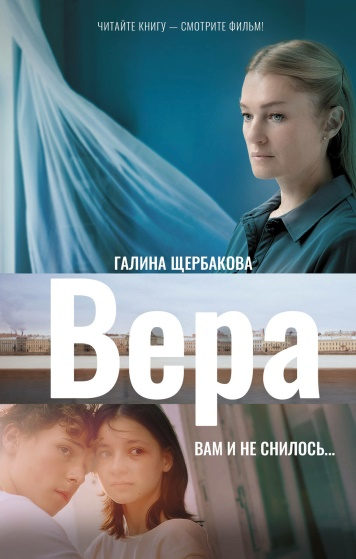 ЧИТАЙТЕ КНИГУ — СМОТРИТЕ ФИЛЬМ!
ГАЛИНА ЩЕРБАКОВА
Вера
ВАМ И НЕ СНИЛОСЬ...